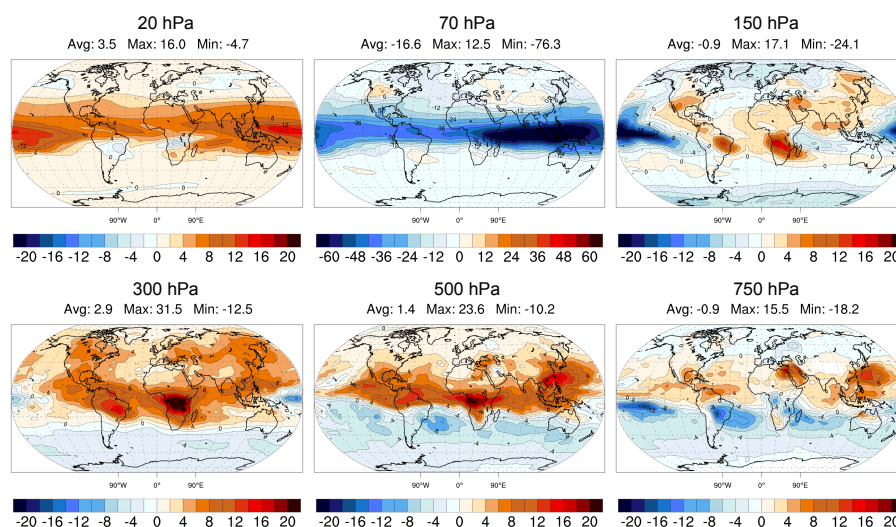 20 hPa
Avg: 3.5 Max: 16.0 Min: -4.7
70 hPa
Avg: -16.6 Max: 12.5 Min: -76.3
150 hPa
Avg: -0.9 Max: 17.1 Min: -24.1
90°W 0° 90°E
90°W 0° 90°E
90°W 0° 90°E
-20 -16 -12 -8 -4 0 4 8 12 16 20
-60 -48 -36 -24 -12 0 12 24 36 48 60
-20 -16 -12 -8 -4 0 4 8 12 16 20
300 hPa
Avg: 2.9 Max: 31.5 Min: -12.5
500 hPa
Avg: 1.4 Max: 23.6 Min: -10.2
750 hPa
Avg: -0.9 Max: 15.5 Min: -18.2
90°W 0° 90°E
90°W 0° 90°E
90°W 0° 90°E
-20 -16 -12 -8 -4 0 4 8 12 16 20
-20 -16 -12 -8 -4 0 4 8 12 16 20
-20 -16 -12 -8 -4 0 4 8 12 16 20